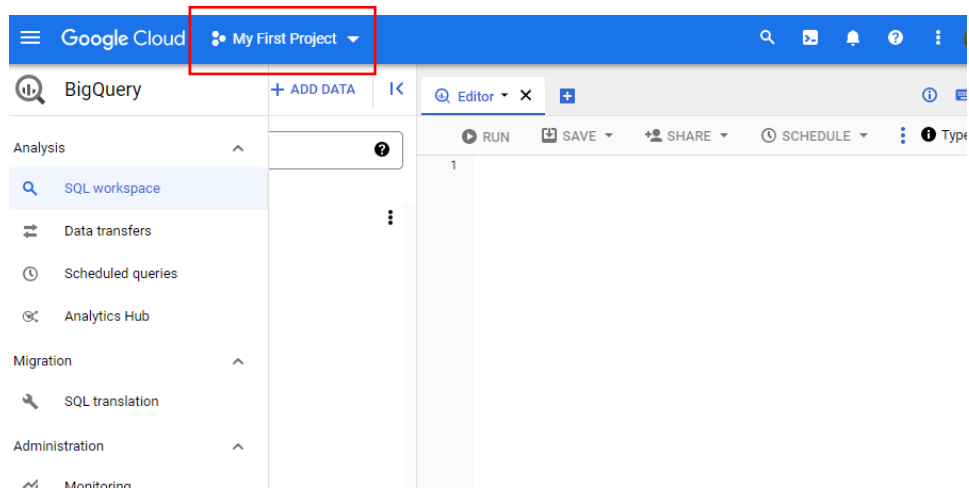 Google Cloud My First Project
BigQuery
+ ADD DATA
Editor
RUN SAVE SHARE SCHEDULE Type
1
Analysis
SQL workspace
Data transfers
Scheduled queries
Analytics Hub
Migration
SQL translation
Administration
Monitoring